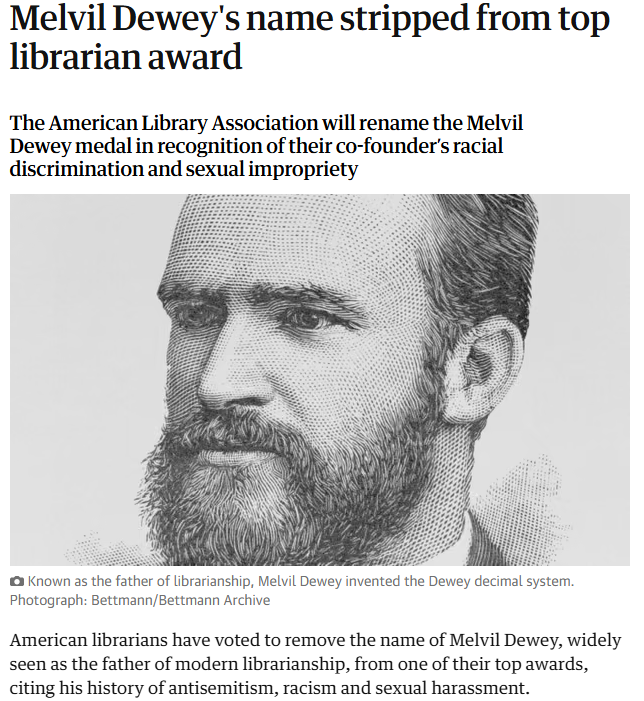 Melvil Dewey's name stripped from top
librarian award
The American Library Association will rename the Melvil
Dewey medal in recognition of their co-founder's racial
discrimination and sexual impropriety
Known as the father of librarianship, Melvil Dewey invented the Dewey decimal system.
Photograph: Bettmann/Bettmann Archive
American librarians have voted to remove the name of Melvil Dewey, widely
seen as the father of modern librarianship, from one of their top awards,
citing his history of antisemitism, racism and sexual harassment.